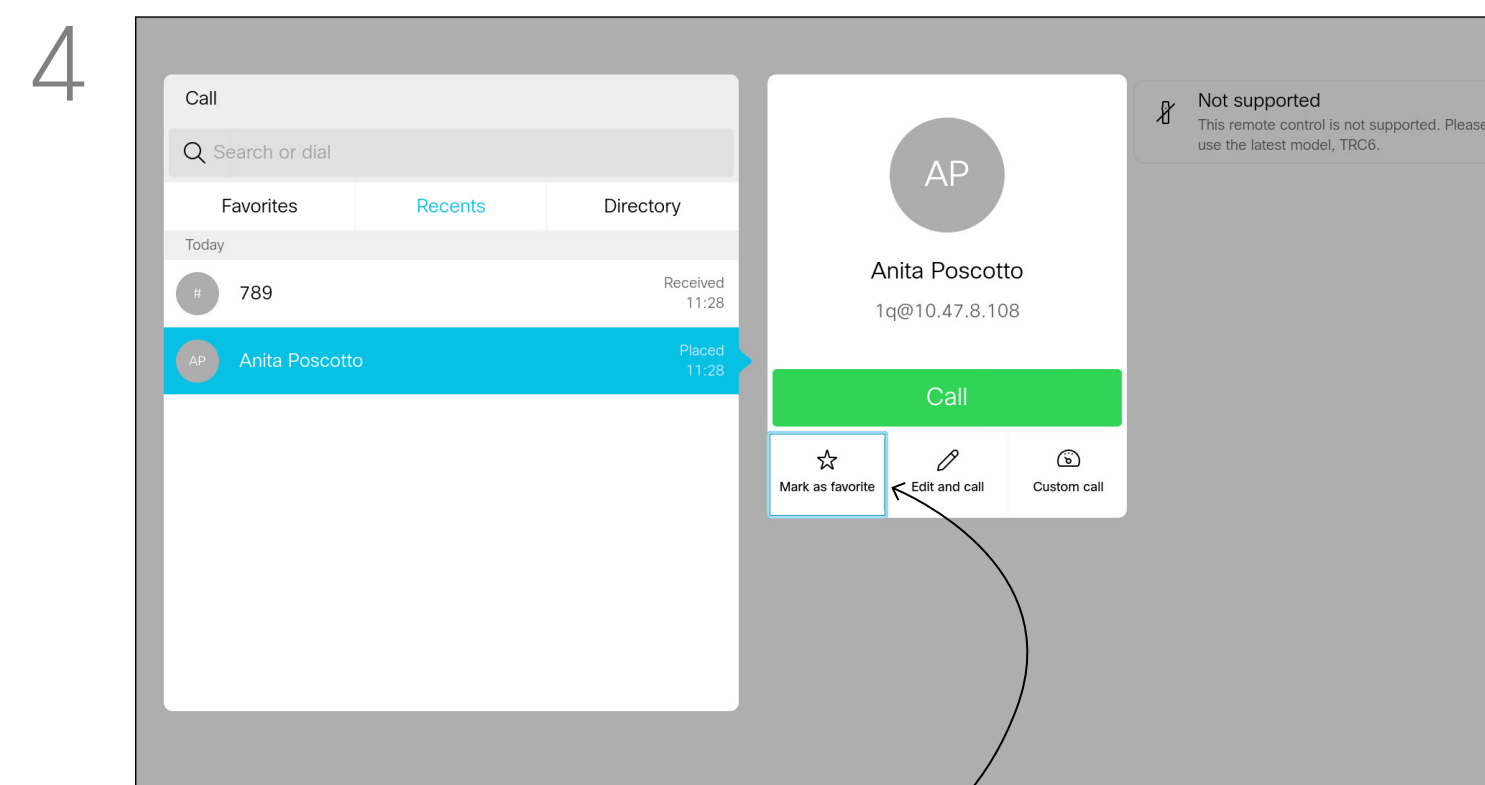 4
Call
Search or dial
Favorites Recents Directory
Today
# 789 Received
11:28
AP Anita Poscotto Placed
11:28
AP
Anita Poscotto
1q@10.47.8.108
Call
Mark as favorite Edit and call Custom call
Not supported
This remote control is not supported. Please
use the latest model, TRC6.